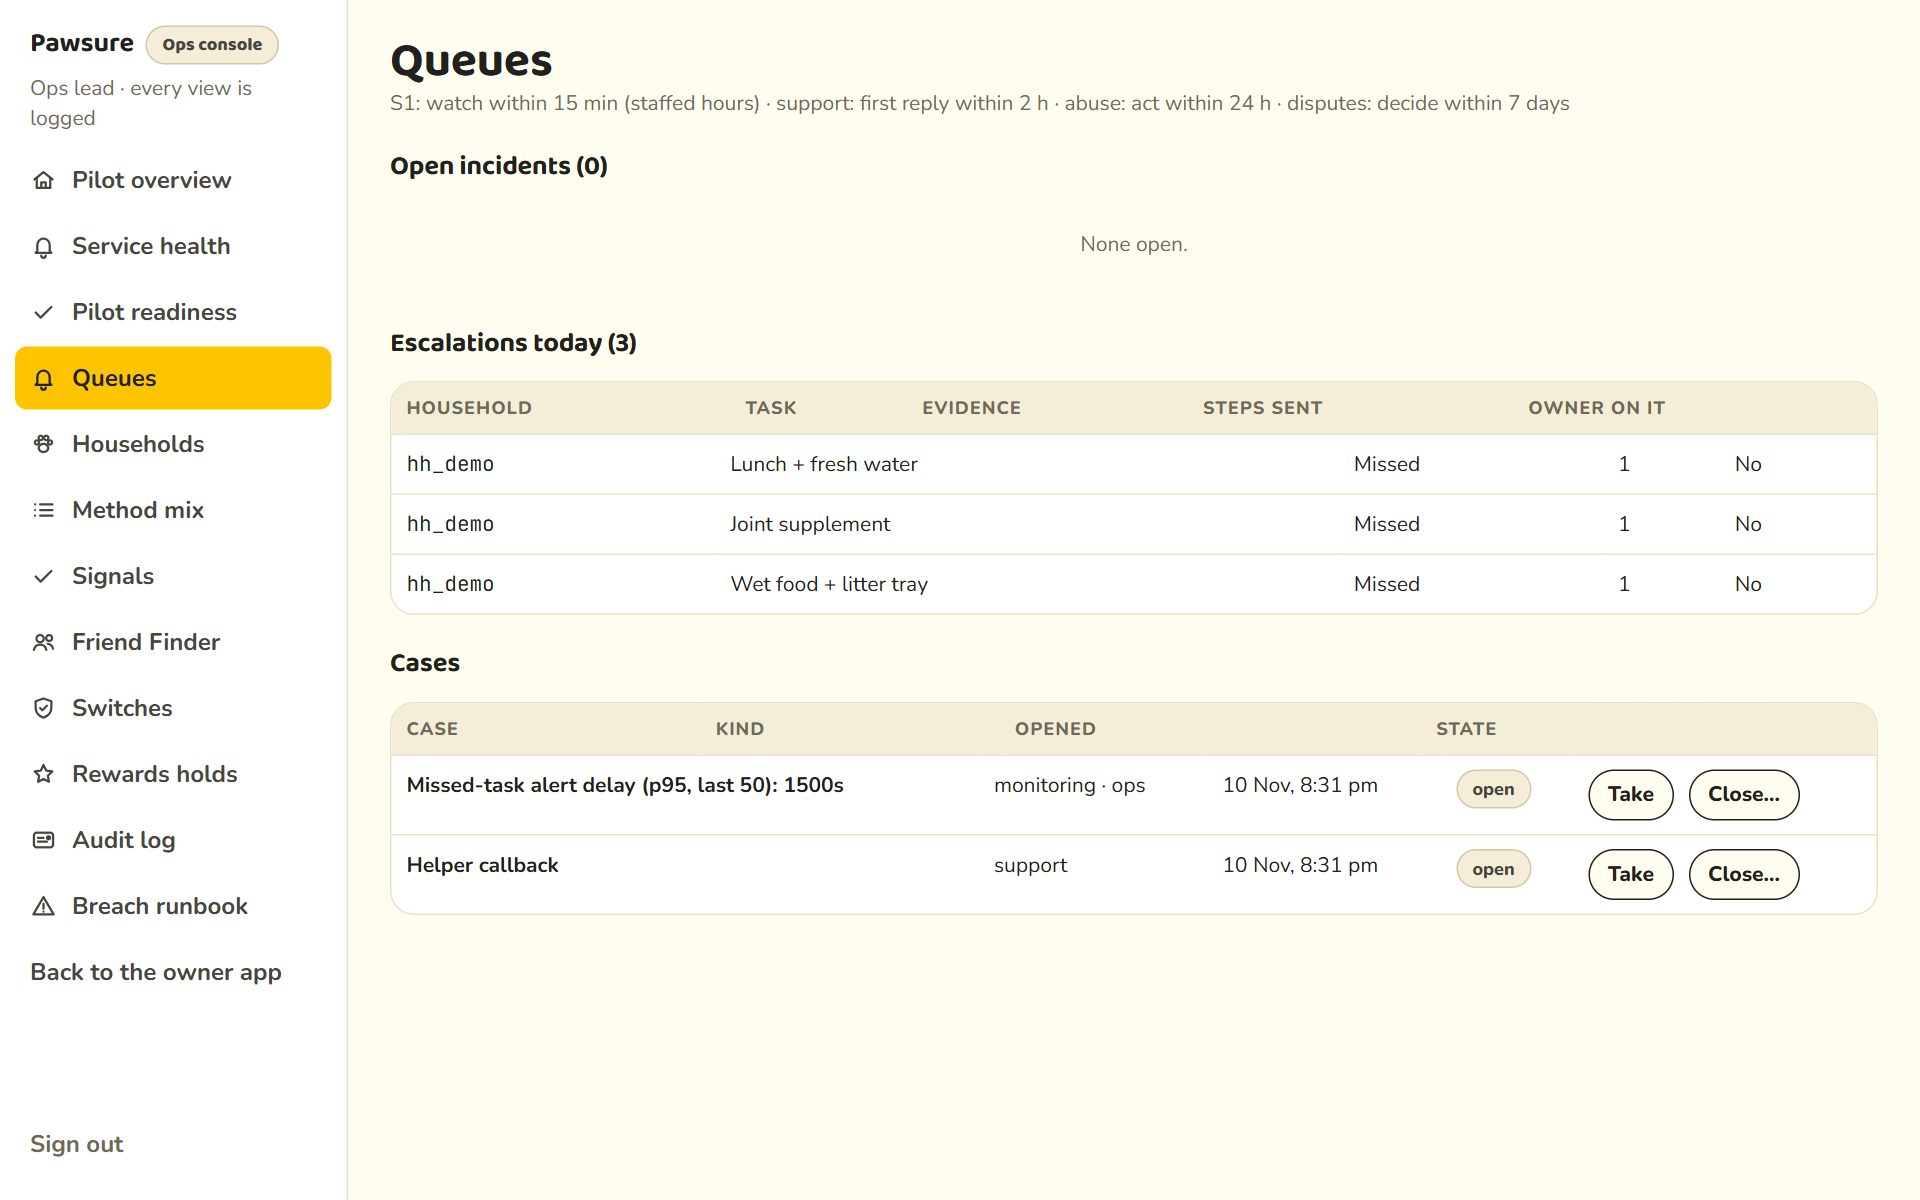 Pawsure Ops console
Ops lead · every view is
logged
Pilot overview
Service health
Pilot readiness
Queues
Households
Method mix
Signals
Friend Finder
Switches
Rewards holds
Audit log
Breach runbook
Back to the owner app
Sign out
Queues
S1: watch within 15 min (staffed hours) · support: first reply within 2 h · abuse: act within 24 h · disputes: decide within 7 days
Open incidents (0)
None open.
Escalations today (3)
HOUSEHOLD TASK EVIDENCE STEPS SENT OWNER ON IT
hh_demo Lunch + fresh water Missed 1 No
hh_demo Joint supplement Missed 1 No
hh_demo Wet food + litter tray Missed 1 No
Cases
CASE KIND OPENED STATE
Missed-task alert delay (p95, last 50): 1500s monitoring · ops 10 Nov, 8:31 pm open Take Close...
Helper callback support 10 Nov, 8:31 pm open Take Close...